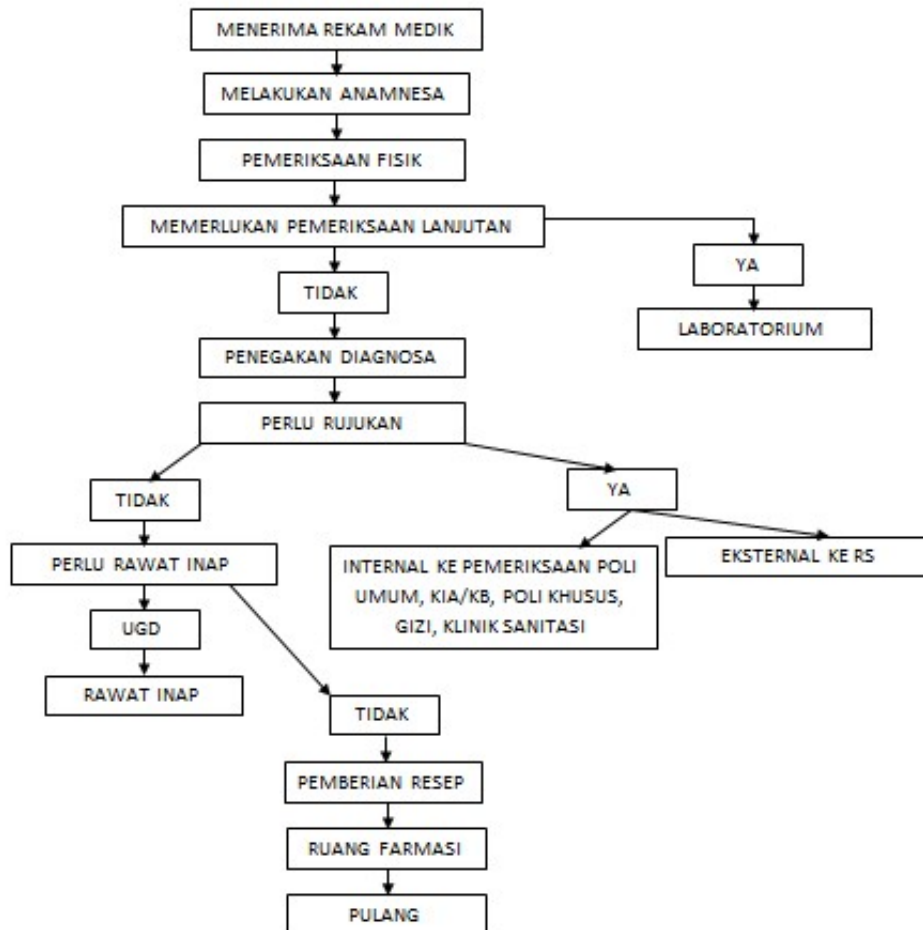 MENERIMA REKAM MEDIK
MELAKUKAN ANAMNESA
PEMERIKSAAN FISIK
MEMERLUKAN PEMERIKSAAN LANJUTAN
YA
TIDAK
LABORATORIUM
PENEGAKAN DIAGNOSA
PERLU RUJUKAN
TIDAK
YA
PERLU RAWAT INAP
INTERNAL KE PEMERIKSAAN POLI
UMUM, KIA/KB, POLI KHUSUS,
GIZI, KLINIK SANITASI
EKSTERNAL KE RS
UGD
RAWAT INAP
TIDAK
PEMBERIAN RESEP
RUANG FARMASI
PULANG